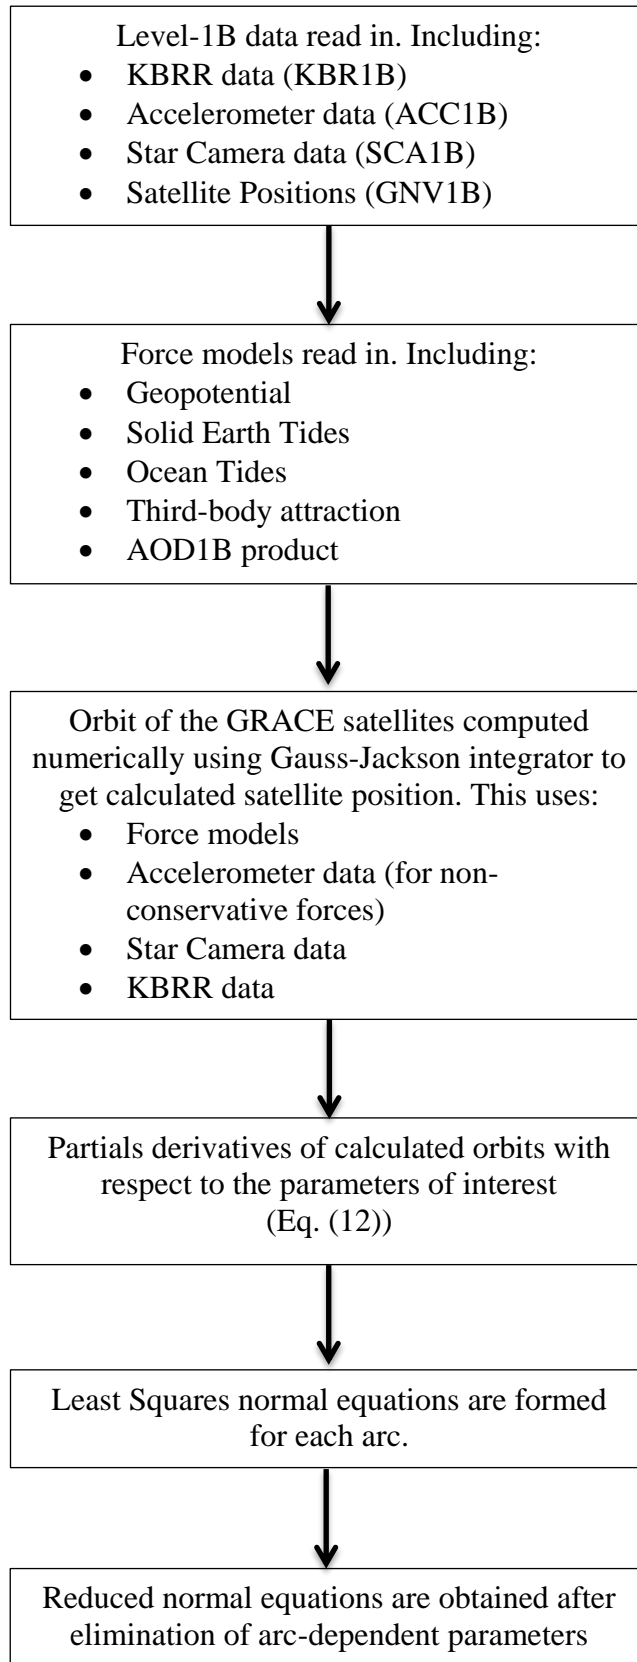 Level-1B data read in. Including:
• KBRR data (KBR1B)
• Accelerometer data (ACC1B)
• Star Camera data (SCA1B)
• Satellite Positions (GNV1B)
Force models read in. Including:
• Geopotential
• Solid Earth Tides
• Ocean Tides
• Third-body attraction
• AOD1B product
Orbit of the GRACE satellites computed
numerically using Gauss-Jackson integrator to
get calculated satellite position. This uses:
• Force models
• Accelerometer data (for non-
conservative forces)
• Star Camera data
• KBRR data
Partials derivatives of calculated orbits with
respect to the parameters of interest
(Eq. (12))
Least Squares normal equations are formed
for each arc.
Reduced normal equations are obtained after
elimination of arc-dependent parameters